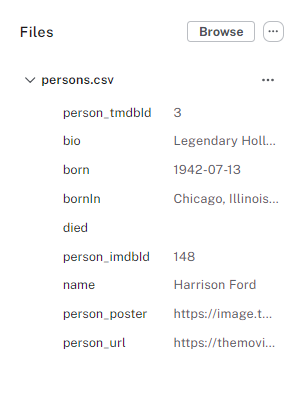 Files Browse ...
persons.csv ...
person_tmdbId 3
bio Legendary Holl...
born 1942-07-13
bornIn Chicago, Illinois...
died
person_imdbId 148
name Harrison Ford
person_poster https://image.t...
person_url https://themovi...